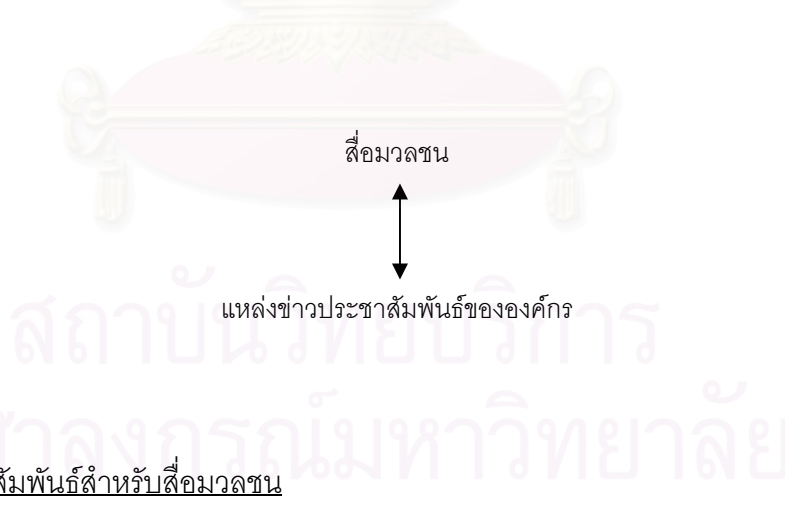 สื่อมวลชน
แหล่งข่าวประชาสัมพันธ์ขององค์กร
สถาบันวิทยบริการ
ฬาลงกรณ์มหาวิทยาลัย
สัมพันธ์สำหรับสื่อมวลชน